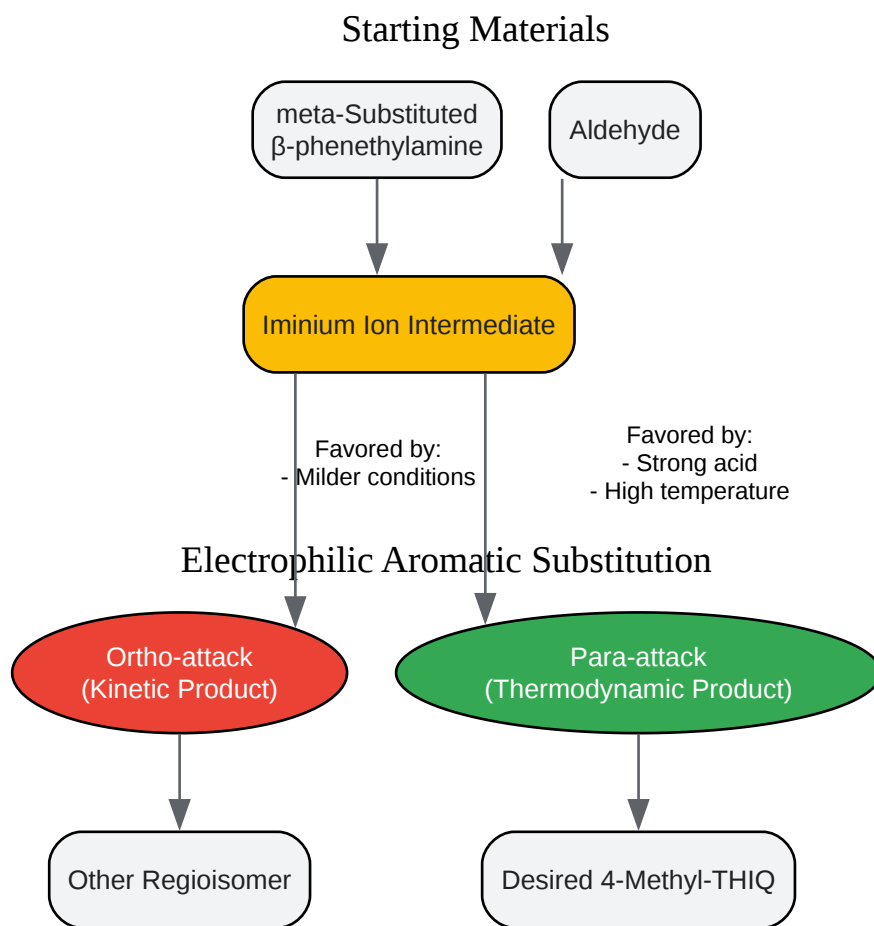 Starting Materials
meta-Substituted
β-phenethylamine
Aldehyde
Iminium Ion Intermediate
Favored by:
- Milder conditions
Favored by:
- Strong acid
- High temperature
Electrophilic Aromatic Substitution
Ortho-attack
(Kinetic Product)
Para-attack
(Thermodynamic Product)
Other Regioisomer
Desired 4-Methyl-THIQ